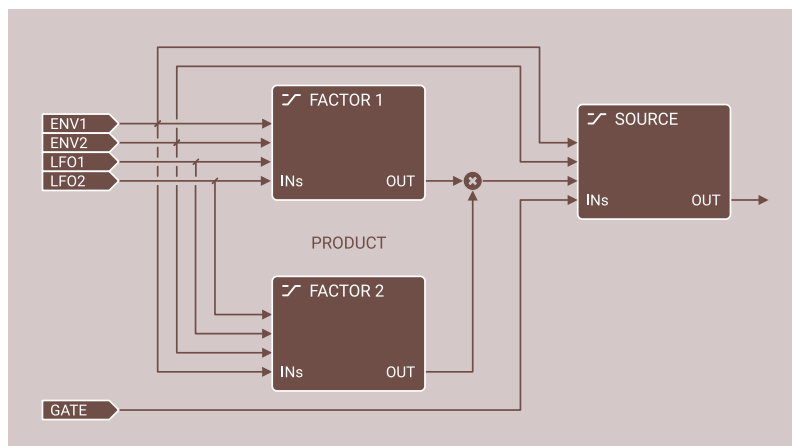 FACTOR 1
SOURCE
ENV1
ENV2
LFO1
LFO2
INs
OUT
INs
OUT
PRODUCT
FACTOR 2
INs
OUT
GATE